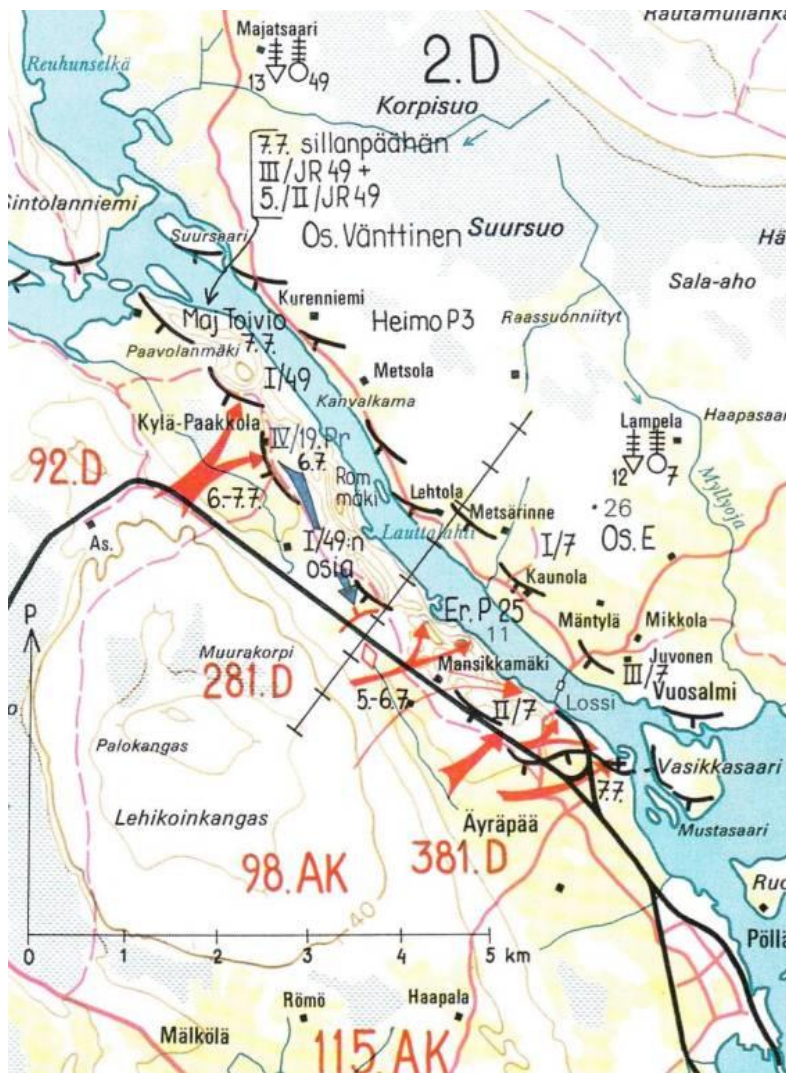 Majatsaari
Rautamullanka
Reuhunselkä
13 49
2.D
Korpisuo
7.7. sillanpäähän
III/JR 49 +
5./II/JR 49
Sintolanniemi
Os. Vänttinen
Suursuo
Hä
Suursaari
Sala-aho
Kurenniemi
Maj Toivio
7.7.
Heimo P3
Raassuonniityt
Paavolanmäki
I/49
Metsola
Kanvalkama
Kylä-Paakkola
Lampela
Haapasaar
IV/19.Pr
6.7.
92.D
Rom
mäki
12 7
6.-7.7.
Lehtola
Metsärinne
26
Myllyoja
As.
Lauttalahti
I/7
Os. E
I/49:n
osia
Kaunola
P
Er. P 25
11
Mäntylä
Mikkola
Muurakorpi
281.D
Mansikkamäki
Juvonen
III/7
5.-6.7.
II/7
Lossi
Vuosalmi
Palokangas
Vasikkasaari
7.7.
Lehikoinkangas
Äyräpää
Mustasaari
381.D
98.AK
40
Ruo
0 1 2 3 4 5 km
Pöllä
Römö
Haapala
Mälkölä
115.AK